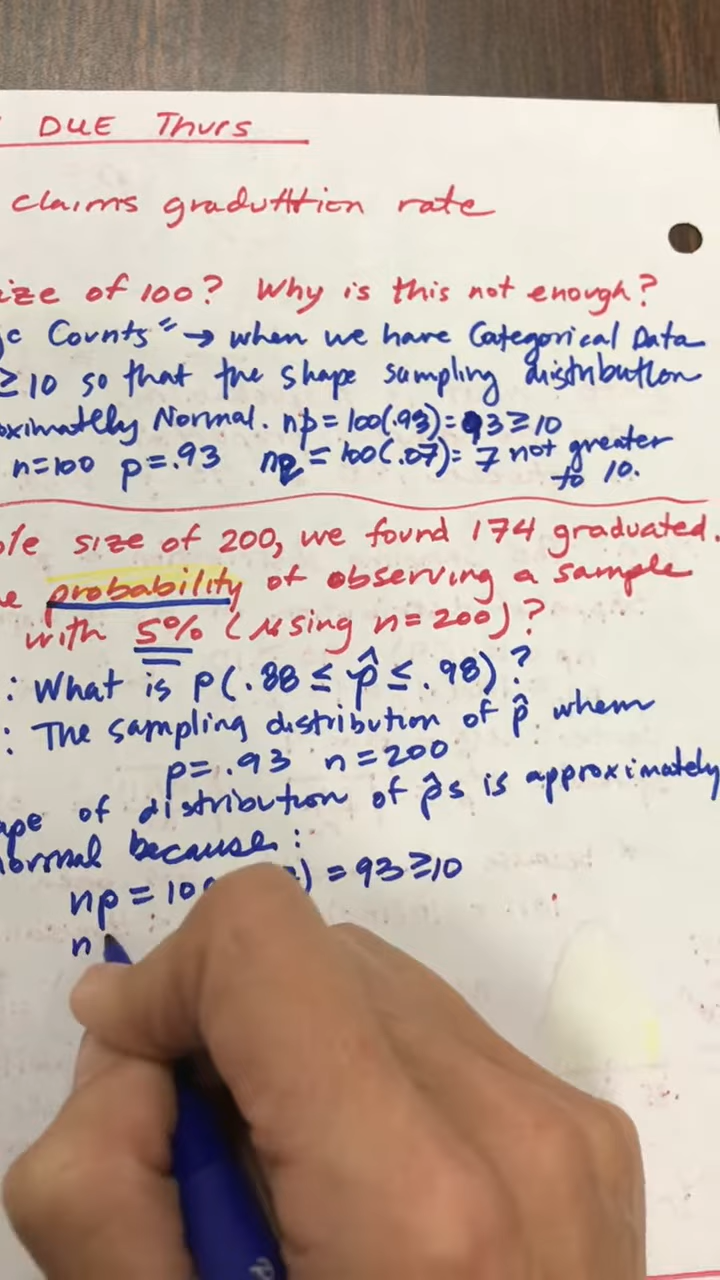 DUE Thurs
claims graduttion rate
ize of 100? Why is this not enough?
c Counts" → when we have Categorical Data
≥ 10 so that the shape sampling distribution
oximately Normal. np = 100(.93) = 93 ≥ 10
n=100 p=.93 nq = 100(.07) = 7 not greater
to 10.
ple size of 200, we found 174 graduated.
e probability of observing a sample
with 5% (using n=200)?
: What is P(.88 ≤ p̂ ≤ .98)?
: The sampling distribution of p̂ when
p=.93 n=200
ape of distribution of p̂s is approximately
normal because:
np = 10 ) = 93 ≥ 10
n